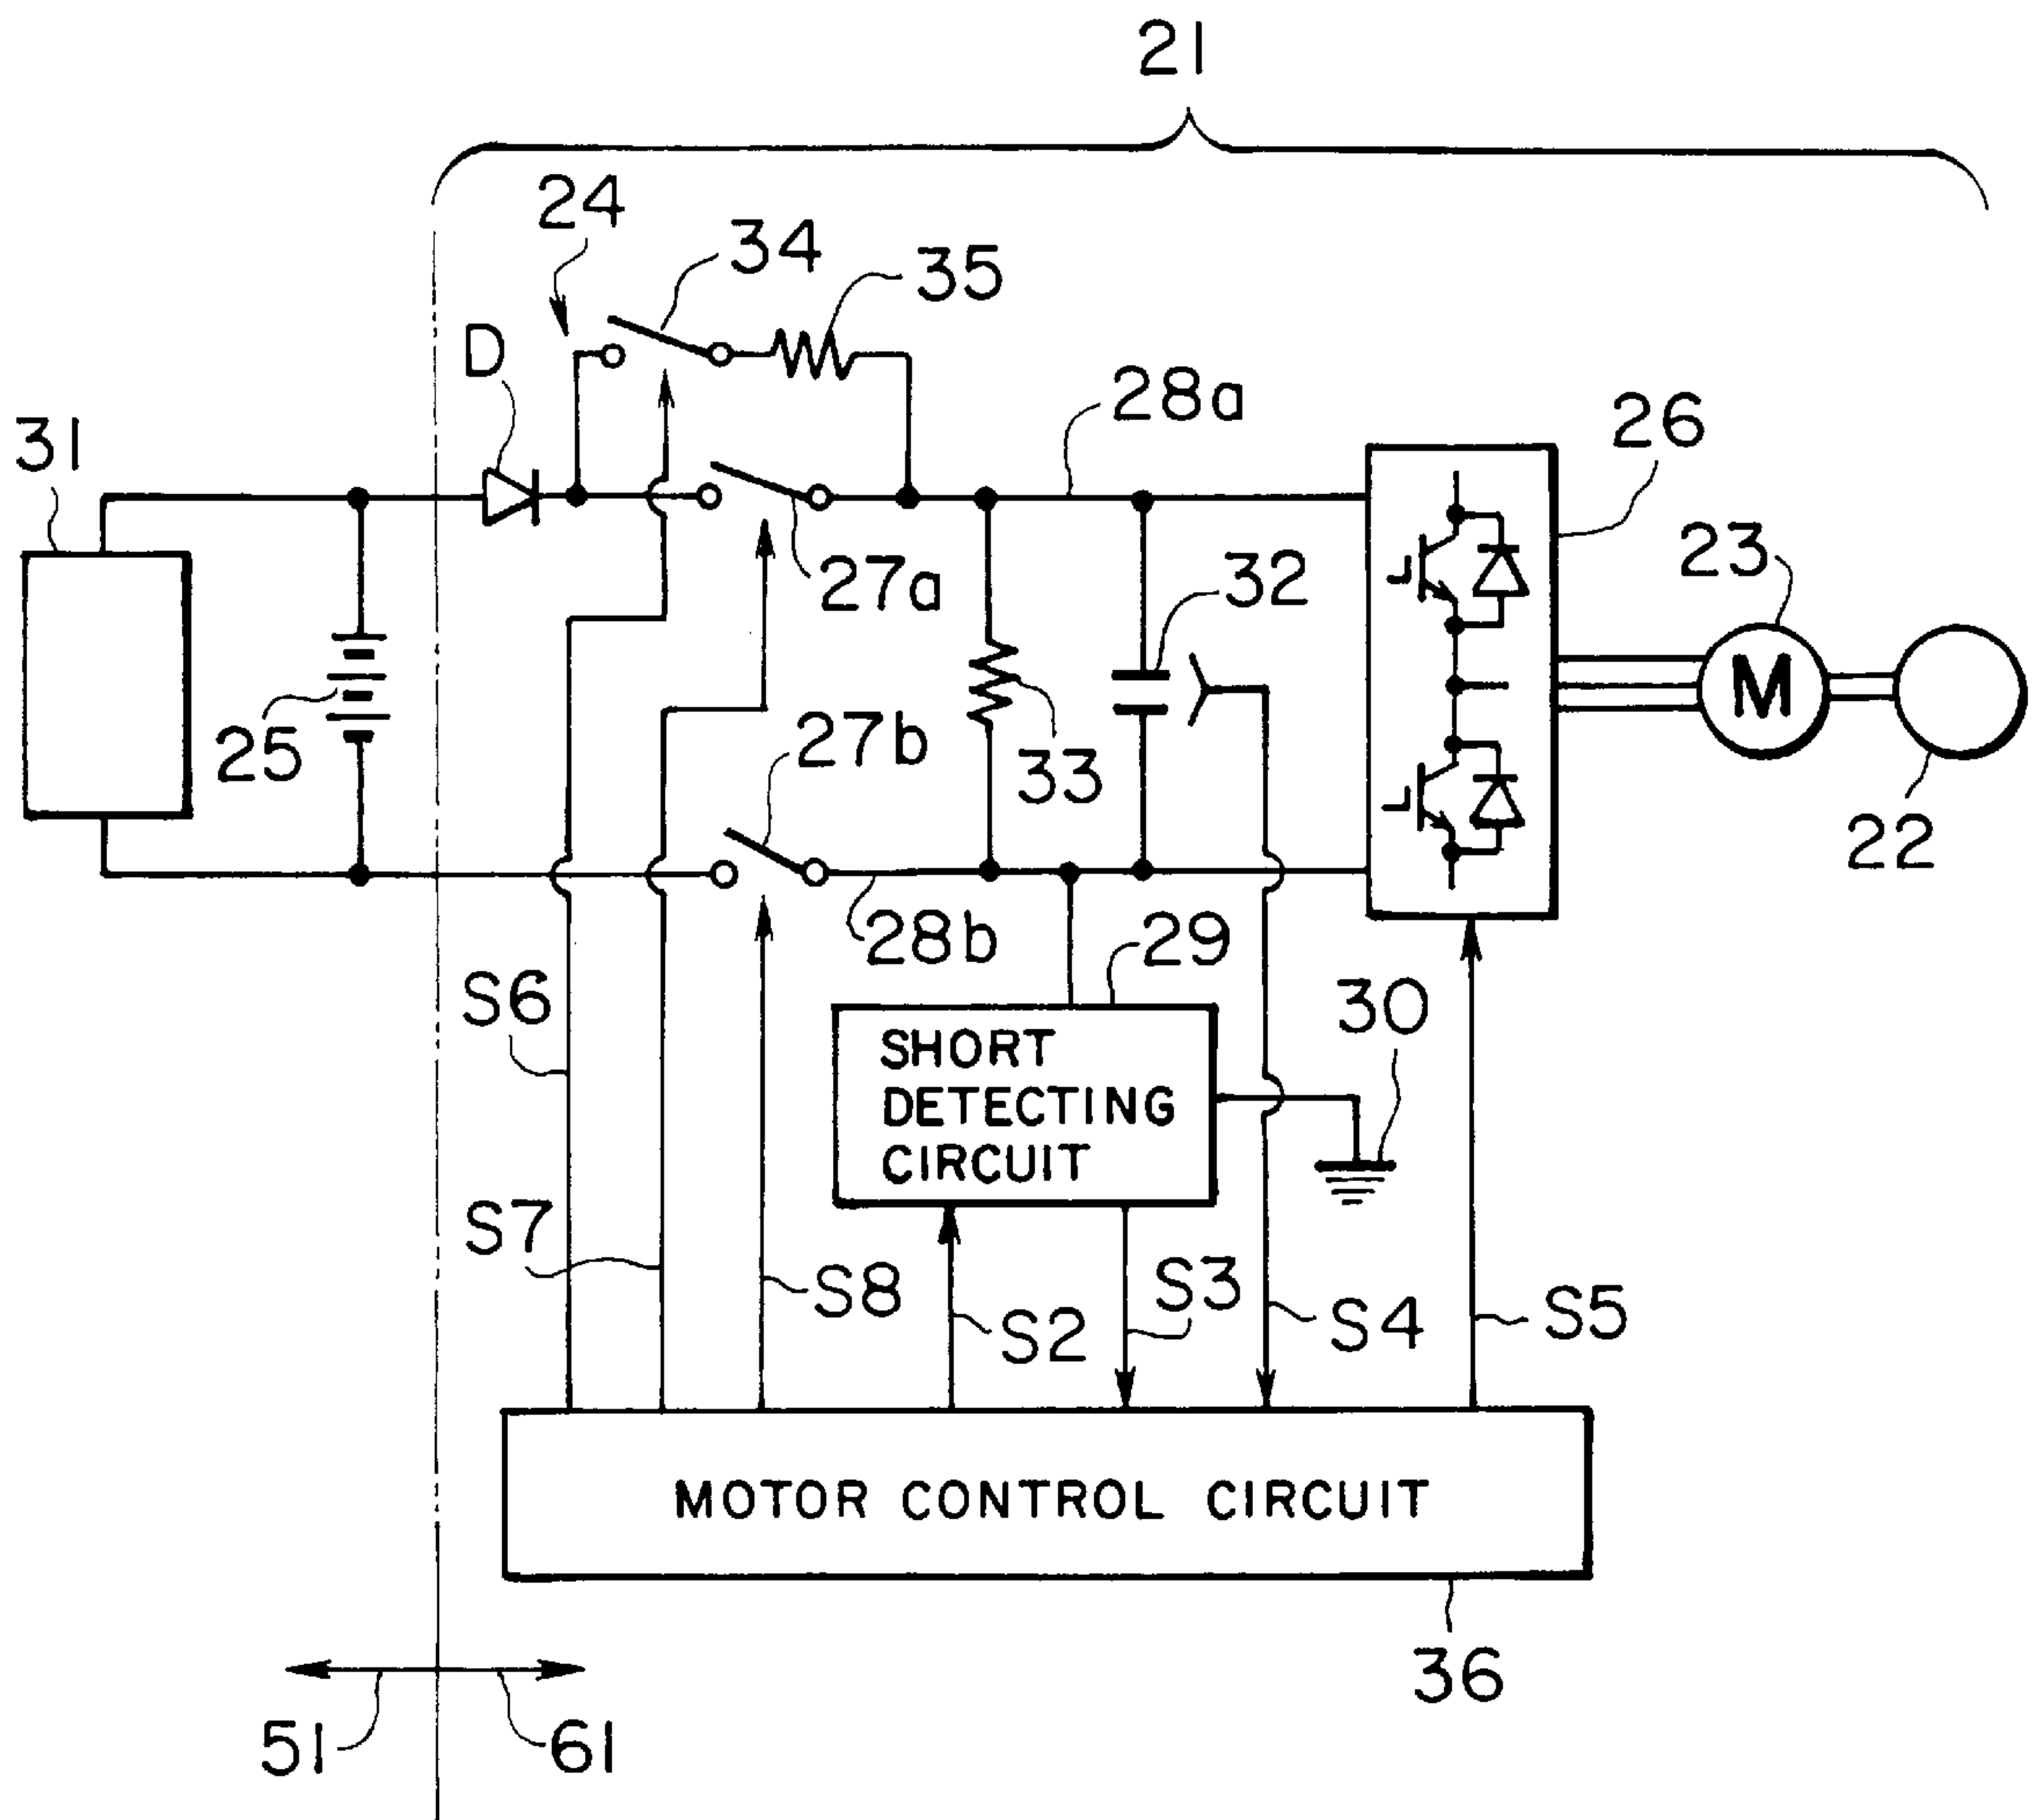 21
24
34
35
D
28a
26
31
23
27a
32
25
27b
33
M
22
28b
29
S6
30
SHORT
DETECTING
CIRCUIT
S7
S8
S2
S3
S4
S5
MOTOR CONTROL CIRCUIT
36
51
61